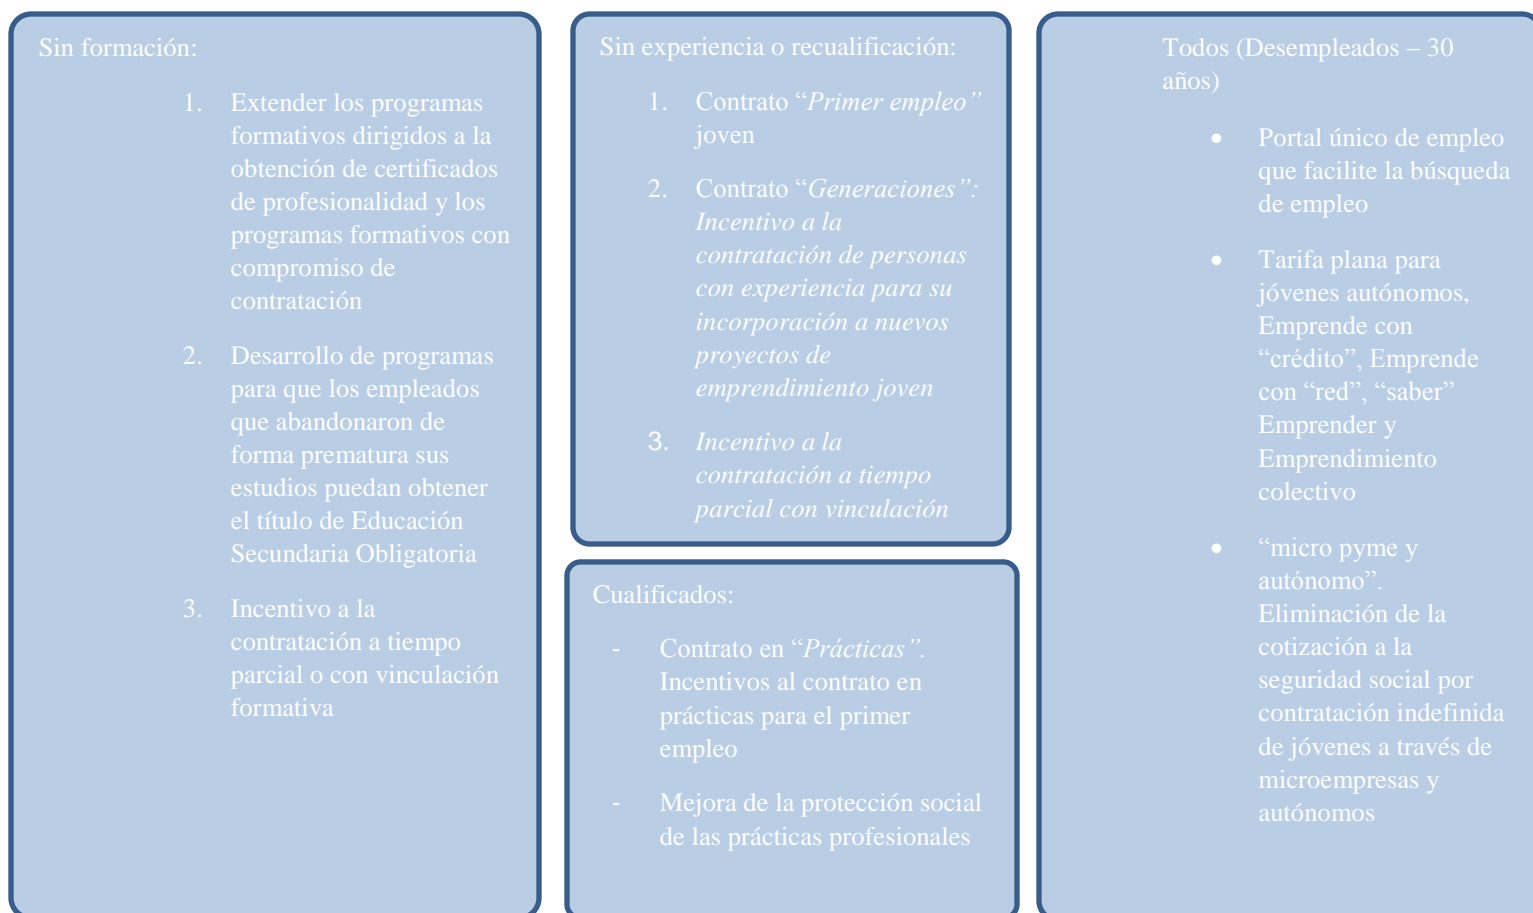 Sin formación:
1. Extender los programas
formativos dirigidos a la
obtención de certificados
de profesionalidad y los
programas formativos con
compromiso de
contratación
2. Desarrollo de programas
para que los empleados
que abandonaron de
forma prematura sus
estudios puedan obtener
el título de Educación
Secundaria Obligatoria
3. Incentivo a la
contratación a tiempo
parcial o con vinculación
formativa
Sin experiencia o recualificación:
1. Contrato “Primer empleo”
joven
2. Contrato “Generaciones”:
Incentivo a la
contratación de personas
con experiencia para su
incorporación a nuevos
proyectos de
emprendimiento joven
3. Incentivo a la
contratación a tiempo
parcial con vinculación
Cualificados:
- Contrato en “Prácticas”.
Incentivos al contrato en
prácticas para el primer
empleo
- Mejora de la protección social
de las prácticas profesionales
Todos (Desempleados – 30
años)
• Portal único de empleo
que facilite la búsqueda
de empleo
• Tarifa plana para
jóvenes autónomos,
Emprende con
“crédito”, Emprende
con “red”, “saber”
Emprender y
Emprendimiento
colectivo
• “micro pyme y
autónomo”.
Eliminación de la
cotización a la
seguridad social por
contratación indefinida
de jóvenes a través de
microempresas y
autónomos